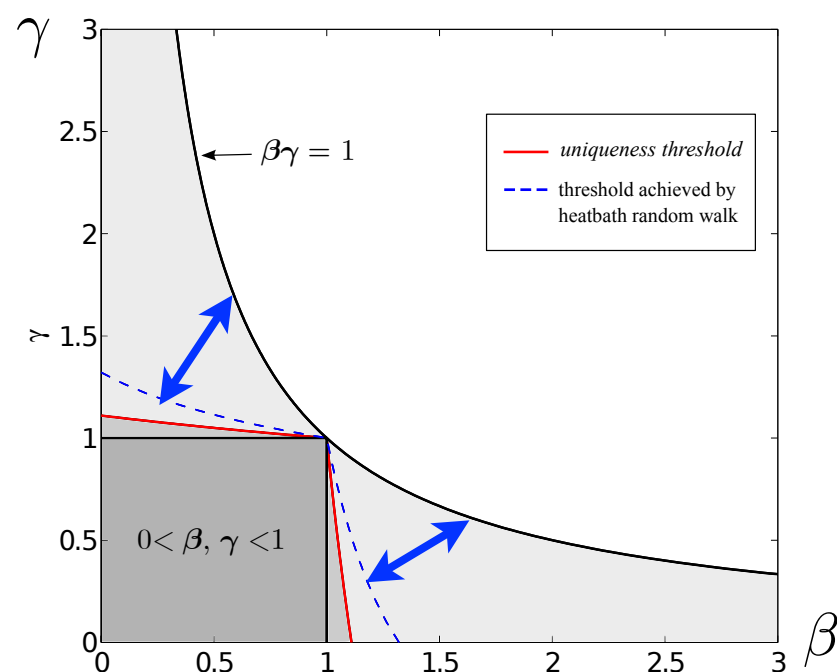 γ
3
2.5
2
1.5
1
0.5
0
γ
βγ = 1
uniqueness threshold
threshold achieved by
heatbath random walk
0< β, γ <1
0 0.5 1 1.5 2 2.5 3
β